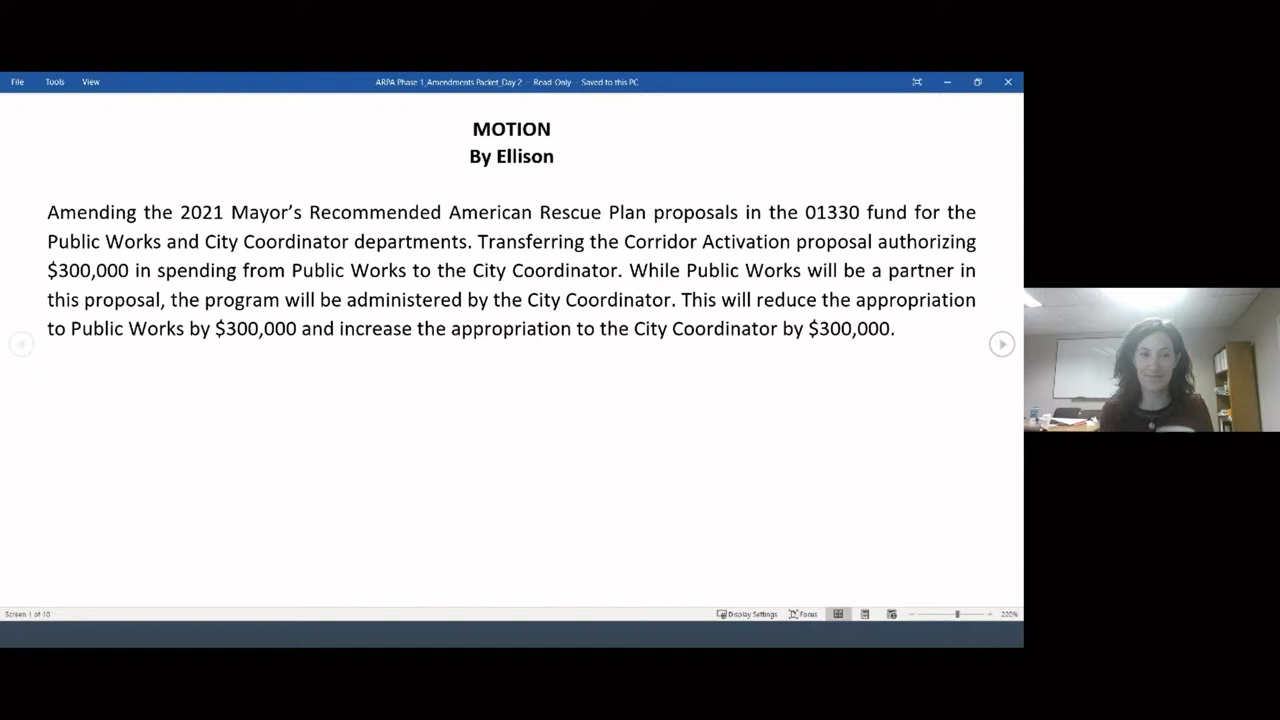 File Tools View ARPA Phase 1_Amendments Packet_Day 2 - Read-Only - Saved to this PC
MOTION
By Ellison
Amending the 2021 Mayor’s Recommended American Rescue Plan proposals in the 01330 fund for the
Public Works and City Coordinator departments. Transferring the Corridor Activation proposal authorizing
$300,000 in spending from Public Works to the City Coordinator. While Public Works will be a partner in
this proposal, the program will be administered by the City Coordinator. This will reduce the appropriation
to Public Works by $300,000 and increase the appropriation to the City Coordinator by $300,000.
Screen 1 of 10 Display Settings Focus 220%